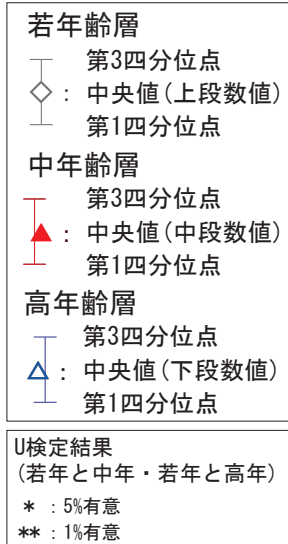 若年齢層
第3四分位点
: 中央値(上段数値)
第1四分位点
中年齢層
第3四分位点
: 中央値(中段数値)
第1四分位点
高年齢層
第3四分位点
: 中央値(下段数値)
第1四分位点
U検定結果
(若年と中年・若年と高年)
* : 5%有意
** : 1%有意